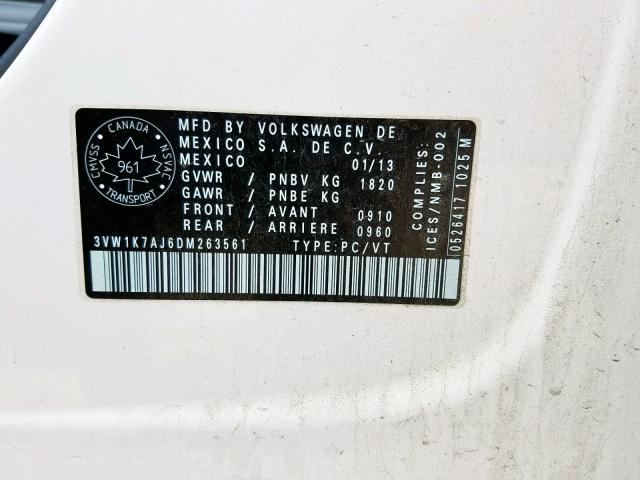 CANADA
CMVSS
NSVAC
961
TRANSPORT
MFD BY VOLKSWAGEN DE
MEXICO S.A. DE C.V.
MEXICO 01/13
GVWR / PNBV KG 1820
GAWR / PNBE KG
FRONT / AVANT 0910
REAR / ARRIERE 0960
3VW1K7AJ6DM263561 TYPE:PC/VT
COMPLIES:
ICES/NMB-002
0526417 1025 M